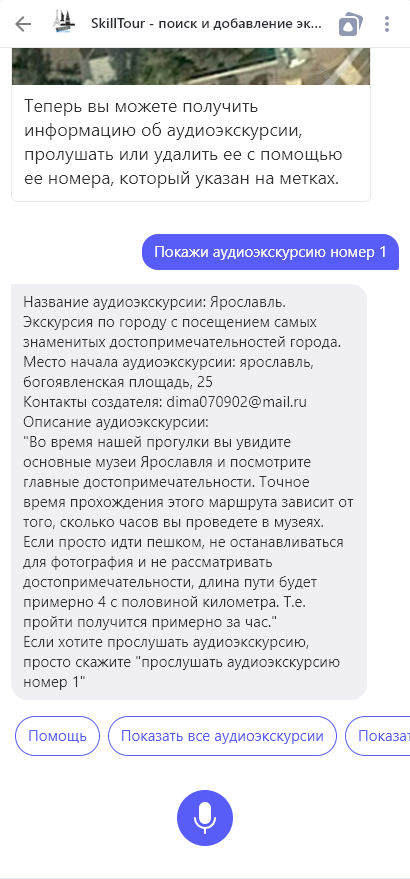 SkillTour - поиск и добавление эк...
Теперь вы можете получить
информацию об аудиоэкскурсии,
пролушать или удалить ее с помощью
ее номера, который указан на метках.
Покажи аудиоэкскурсию номер 1
Название аудиоэкскурсии: Ярославль.
Экскурсия по городу с посещением самых
знаменитых достопримечательностей города.
Место начала аудиоэкскурсии: ярославль,
богоявленская площадь, 25
Контакты создателя: dima070902@mail.ru
Описание аудиоэкскурсии:
"Во время нашей прогулки вы увидите
основные музеи Ярославля и посмотрите
главные достопримечательности. Точное
время прохождения этого маршрута зависит от
того, сколько часов вы проведете в музеях.
Если просто идти пешком, не останавливаться
для фотография и не рассматривать
достопримечательности, длина пути будет
примерно 4 с половиной километра. Т.е.
пройти получится примерно за час."
Если хотите прослушать аудиоэкскурсию,
просто скажите "прослушать аудиоэкскурсию
номер 1"
Помощь
Показать все аудиоэкскурсии
Показат